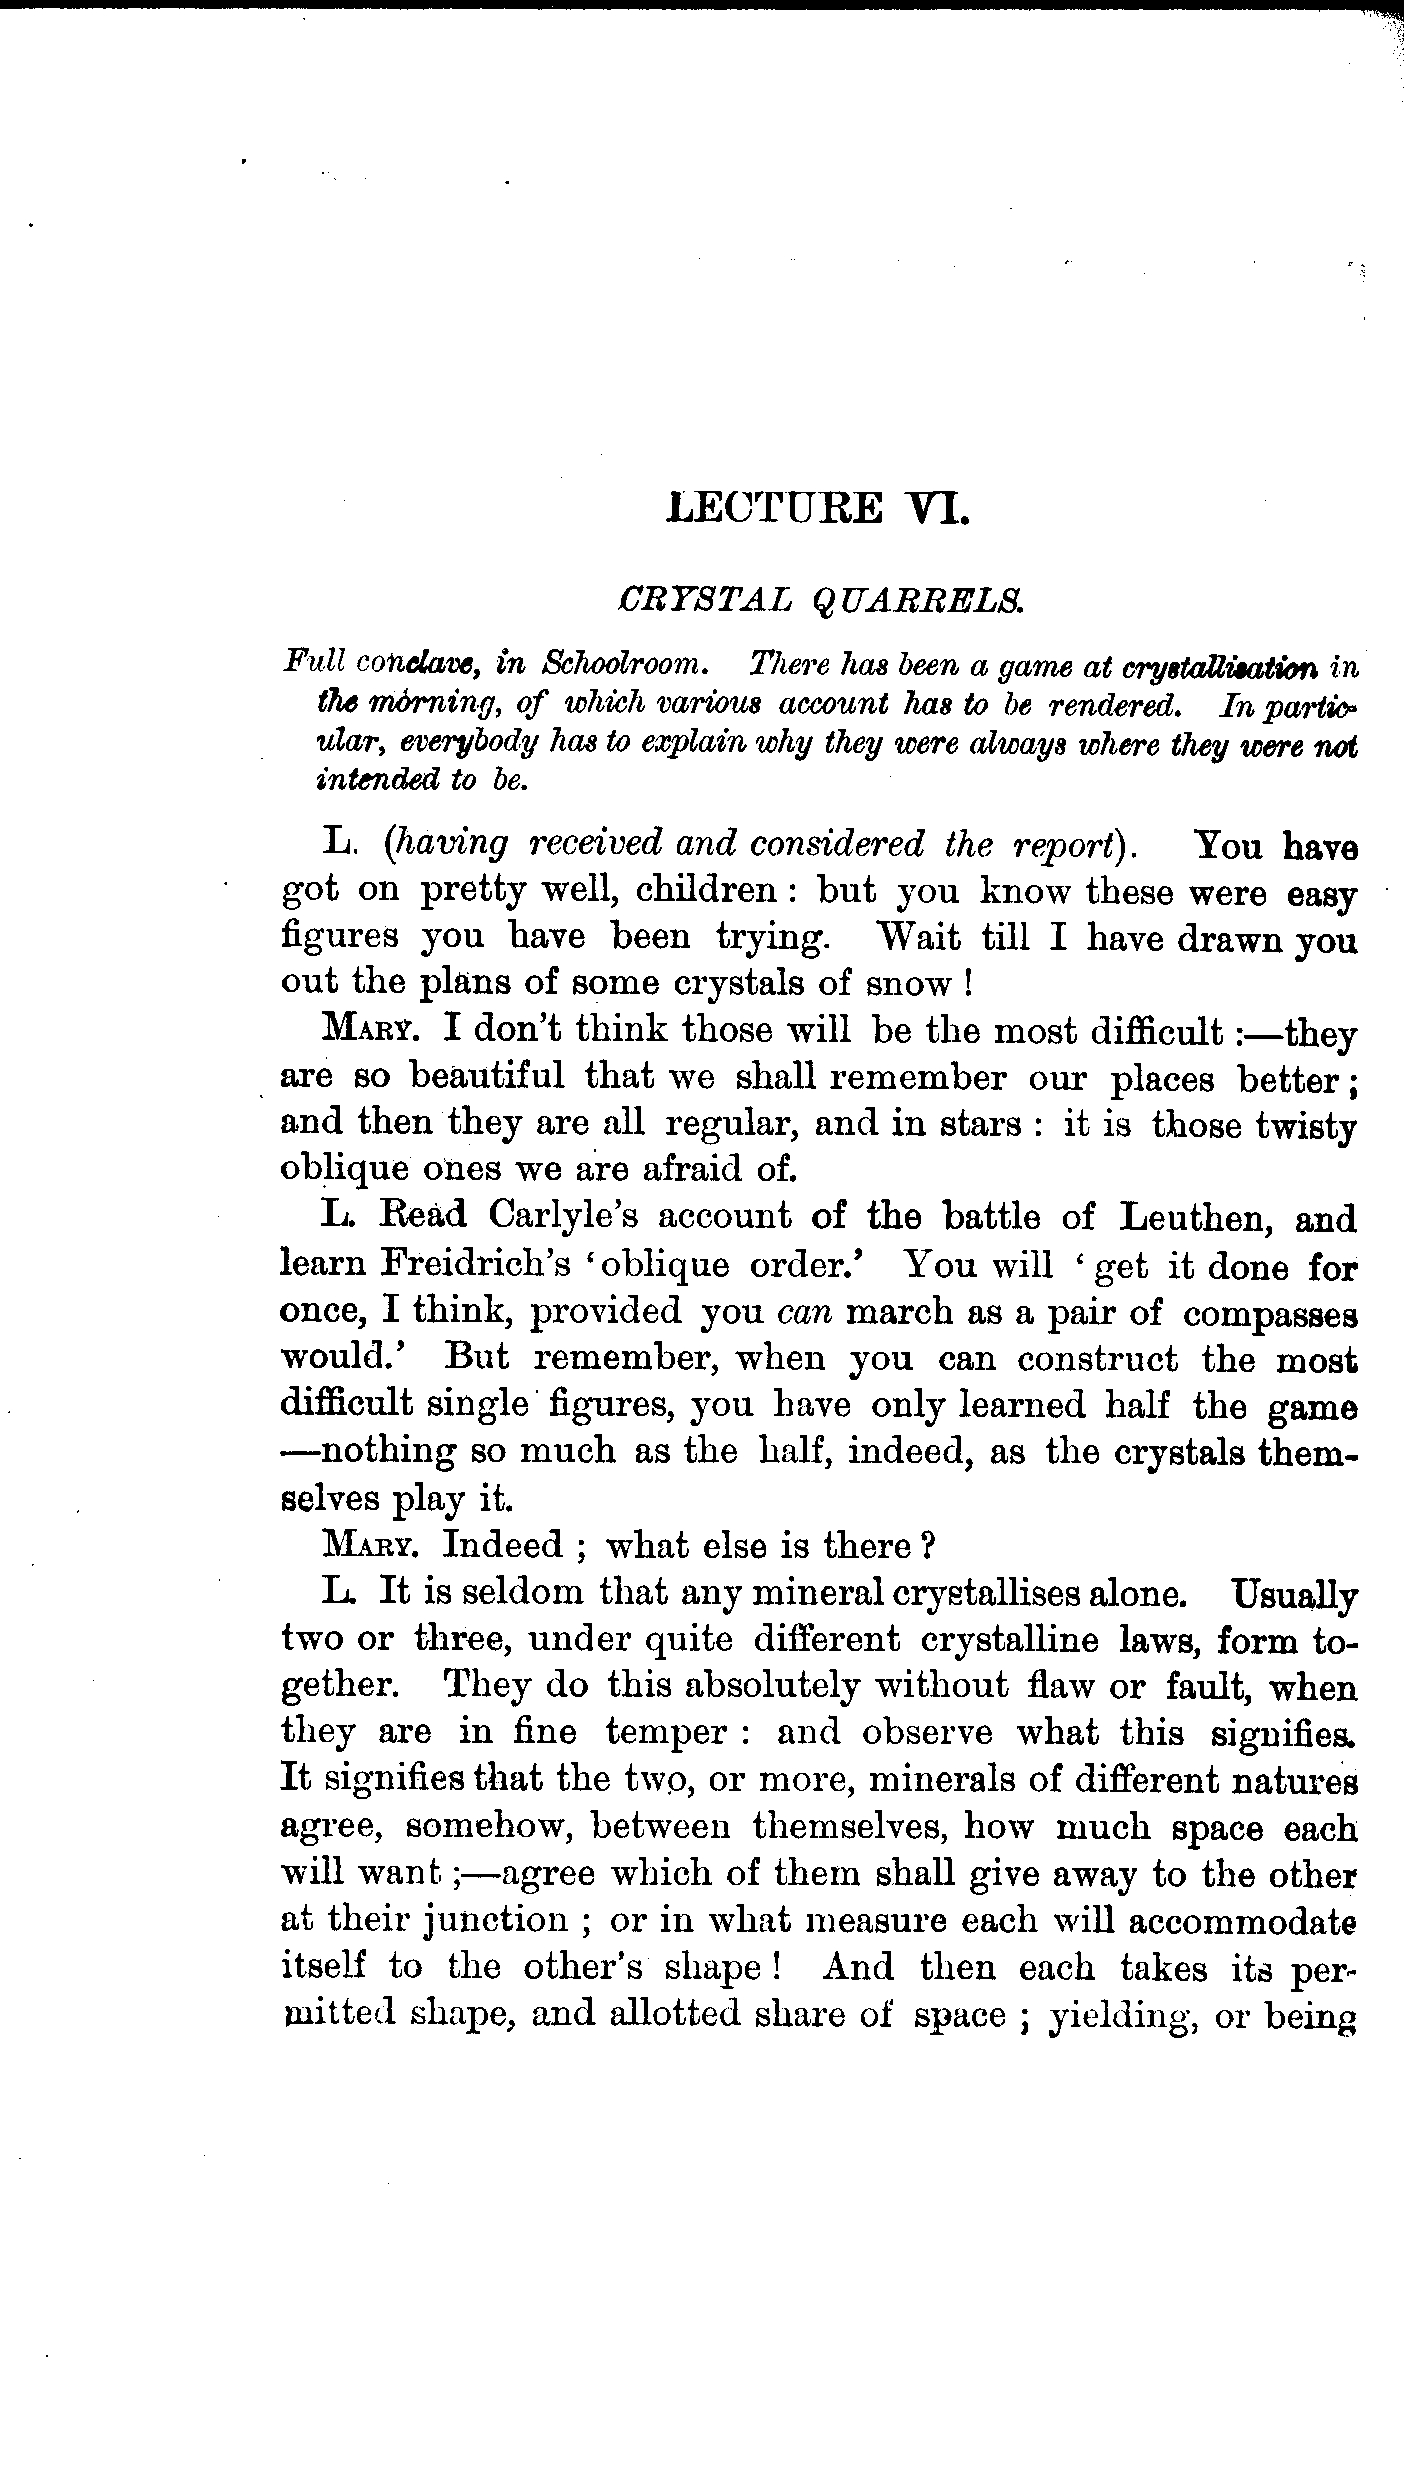 LECTURE VI.
CRYSTAL QUARRELS.
Full conclave, in Schoolroom. There has been a game at crystallisation in
the morning, of which various account has to be rendered. In partic-
ular, everybody has to explain why they were always where they were not
intended to be.
L. (having received and considered the report). You have
got on pretty well, children : but you know these were easy
figures you have been trying. Wait till I have drawn you
out the plans of some crystals of snow !
MARY. I don't think those will be the most difficult :—they
are so beautiful that we shall remember our places better ;
and then they are all regular, and in stars : it is those twisty
oblique ones we are afraid of.
L. Read Carlyle's account of the battle of Leuthen, and
learn Freidrich's ‘oblique order.’ You will ‘get it done for
once, I think, provided you can march as a pair of compasses
would.’ But remember, when you can construct the most
difficult single figures, you have only learned half the game
—nothing so much as the half, indeed, as the crystals them-
selves play it.
MARY. Indeed ; what else is there ?
L. It is seldom that any mineral crystallises alone. Usually
two or three, under quite different crystalline laws, form to-
gether. They do this absolutely without flaw or fault, when
they are in fine temper : and observe what this signifies.
It signifies that the two, or more, minerals of different natures
agree, somehow, between themselves, how much space each
will want ;—agree which of them shall give away to the other
at their junction ; or in what measure each will accommodate
itself to the other's shape ! And then each takes its per-
mitted shape, and allotted share of space ; yielding, or being